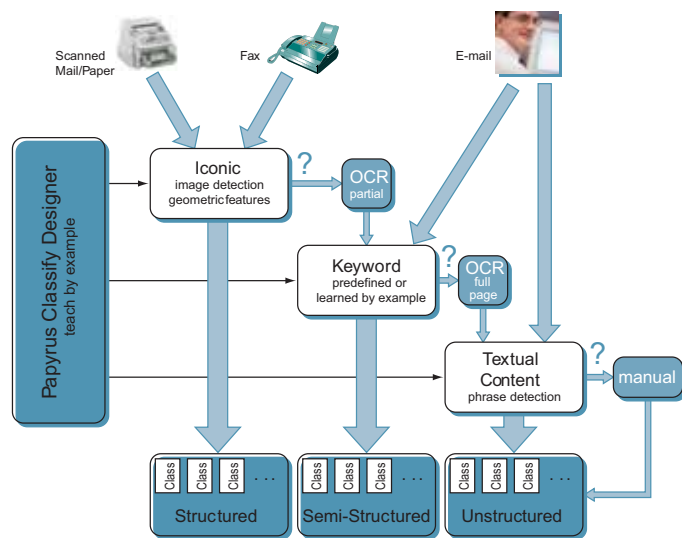 Scanned
Mail/Paper
Fax
E-mail
Papyrus Classify Designer
teach by example
Iconic
image detection
geometric features
?
OCR
partial
Keyword
predefined or
learned by example
?
OCR
full
page
Textual
Content
phrase detection
?
manual
Class
Class
Class
. . .
Structured
Class
Class
Class
. . .
Semi-Structured
Class
Class
Class
. . .
Unstructured